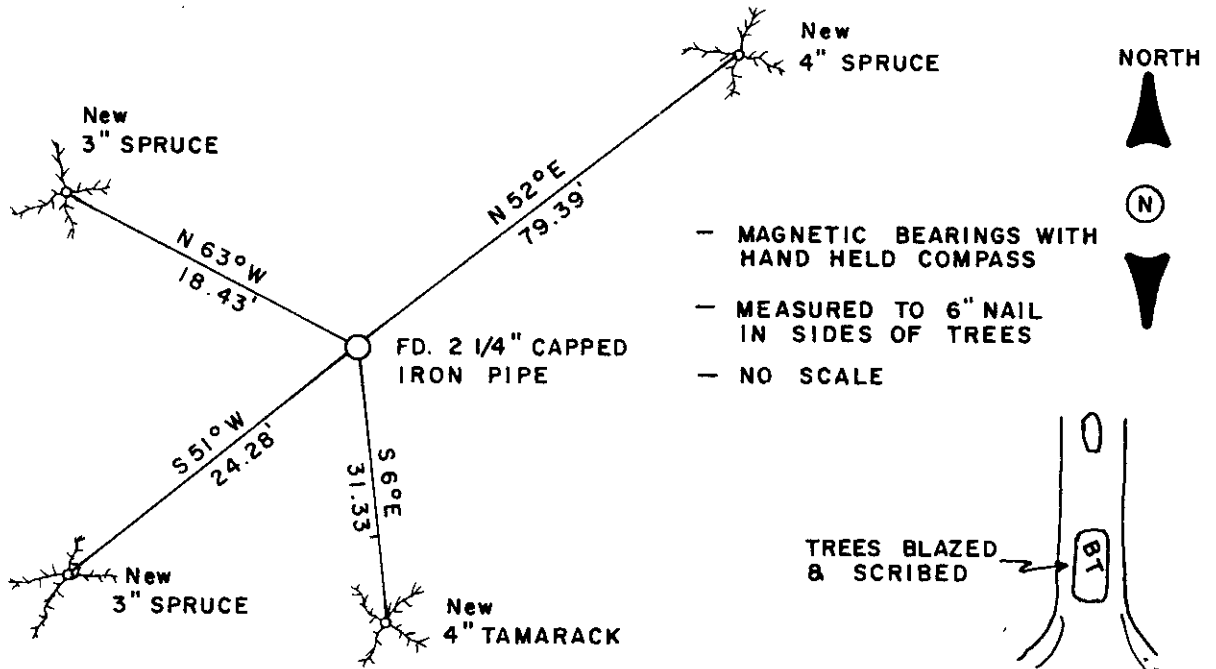 New
4" SPRUCE
NORTH
New
3" SPRUCE
N 52°E
79.39'
N
N 63°W
18.43'
— MAGNETIC BEARINGS WITH
HAND HELD COMPASS
— MEASURED TO 6" NAIL
IN SIDES OF TREES
— NO SCALE
FD. 2 1/4" CAPPED
IRON PIPE
S 51°W
24.28'
S 6°E
31.33'
New
3" SPRUCE
New
4" TAMARACK
TREES BLAZED
& SCRIBED
BT